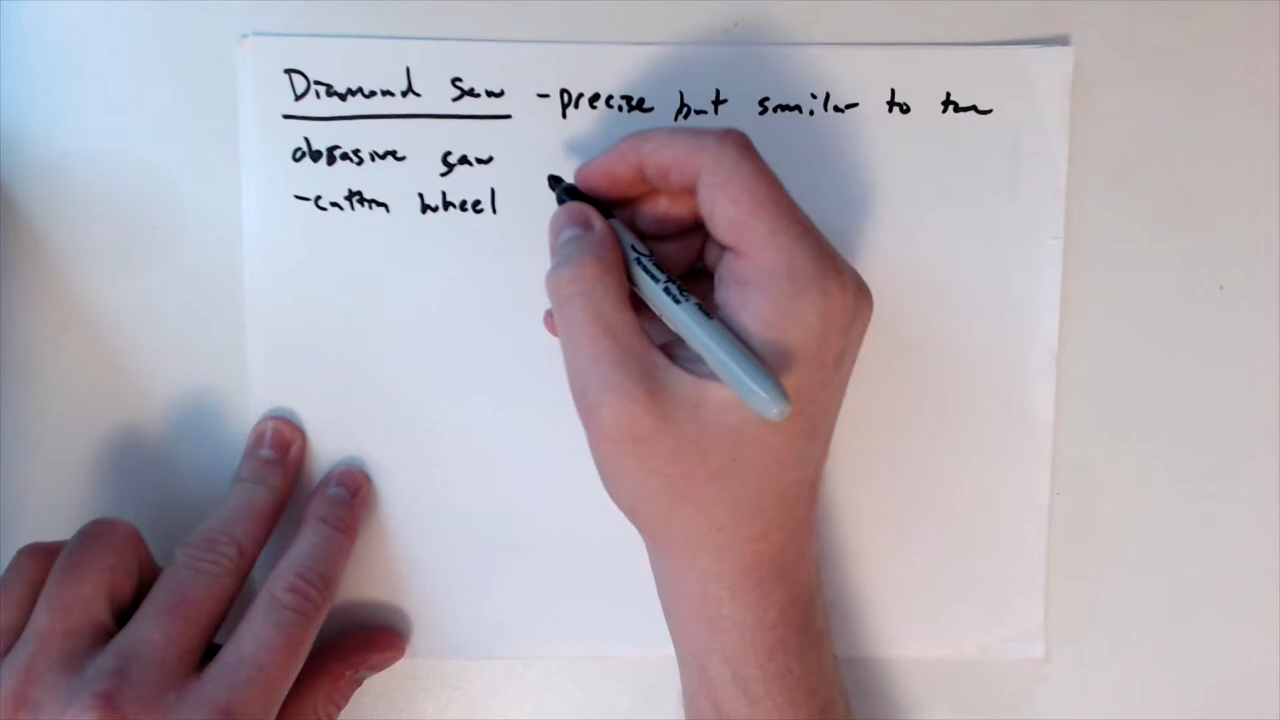 Diamond Saw - precise but similar to the
abrasive saw
- cutting wheel